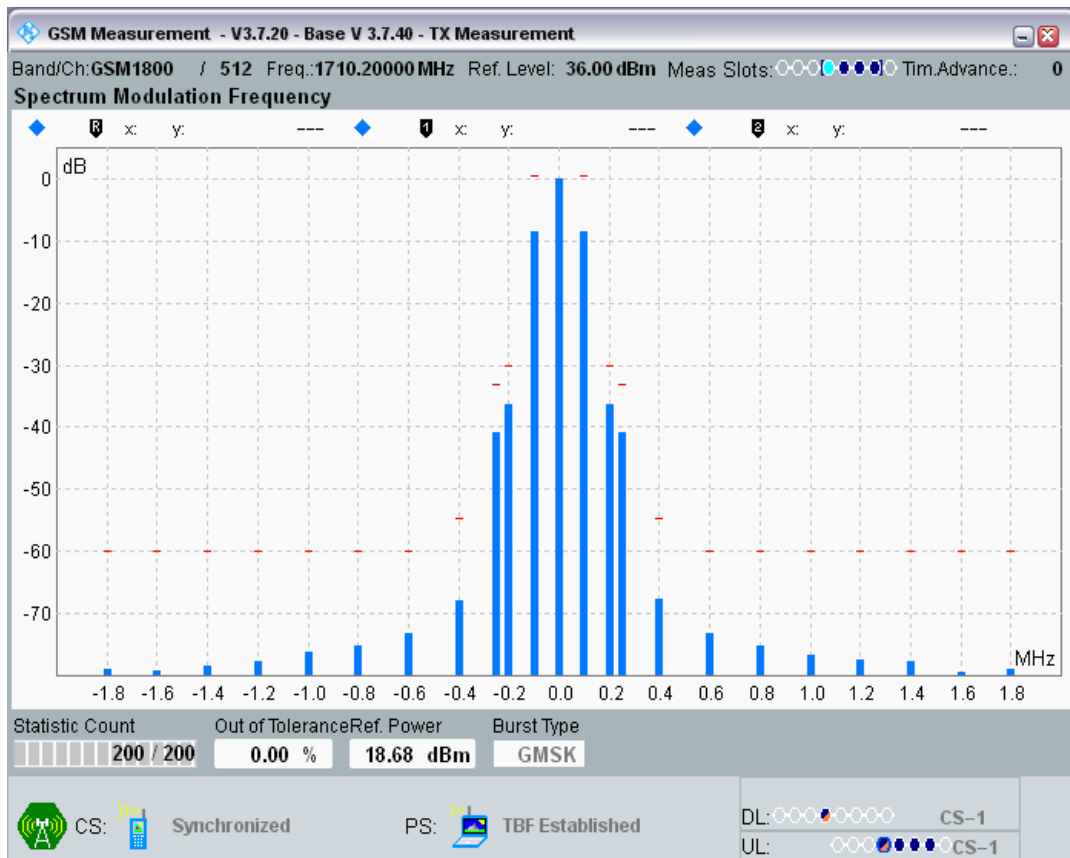 GSM Measurement - V3.7.20 - Base V 3.7.40 - TX Measurement
Band/Ch:GSM1800 / 512 Freq.:1710.20000 MHz Ref. Level: 36.00 dBm Meas Slots: Tim.Advance.: 0
Spectrum Modulation Frequency
R x: y: --- 1 x: y: --- 2 x: y: ---
dB
0
-10
-20
-30
-40
-50
-60
-70
MHz
-1.8 -1.6 -1.4 -1.2 -1.0 -0.8 -0.6 -0.4 -0.2 0.0 0.2 0.4 0.6 0.8 1.0 1.2 1.4 1.6 1.8
Statistic Count Out of Tolerance Ref. Power Burst Type
200 / 200 0.00 % 18.68 dBm GMSK
CS: Synchronized PS: TBF Established
DL: CS-1
UL: CS-1